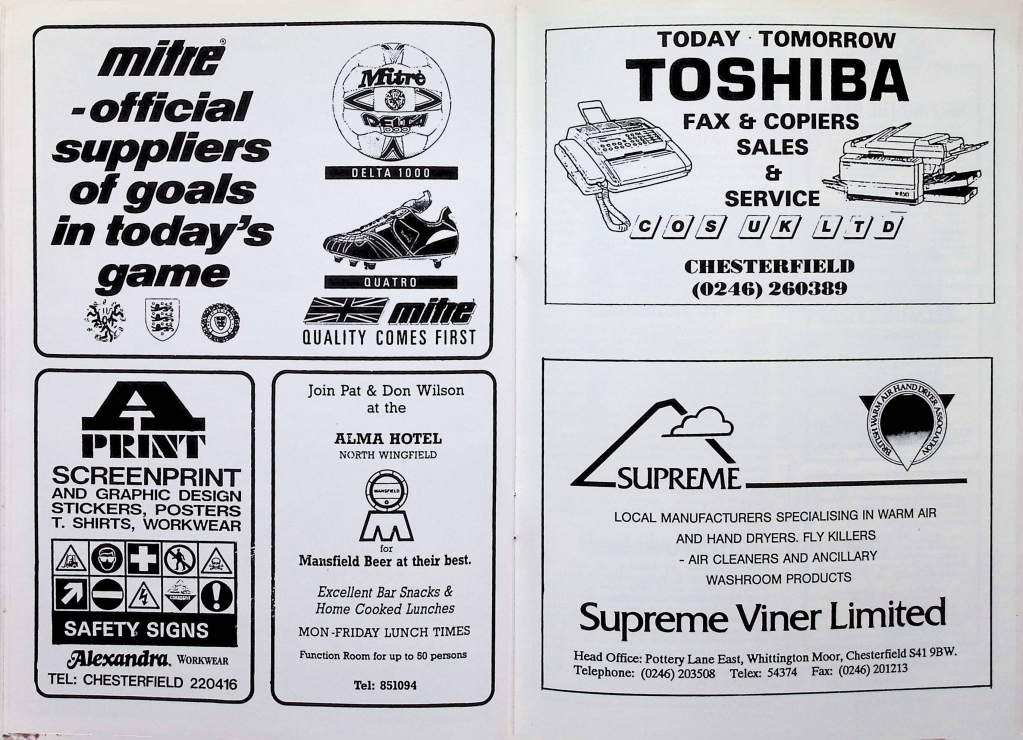 mitre
-official
suppliers
of goals
in today's
game
Mitre
DELTA
1000
DELTA 1000
QUATRO
mitre
QUALITY COMES FIRST
A
PRINT
SCREENPRINT
AND GRAPHIC DESIGN
STICKERS, POSTERS
T. SHIRTS, WORKWEAR
CORROSIVE
SAFETY SIGNS
Alexandra, WORKWEAR
TEL: CHESTERFIELD 220416
Join Pat & Don Wilson
at the
ALMA HOTEL
NORTH WINGFIELD
MANSFIELD
for
Mansfield Beer at their best.
Excellent Bar Snacks &
Home Cooked Lunches
MON-FRIDAY LUNCH TIMES
Function Room for up to 50 persons
Tel: 851094
TODAY · TOMORROW
TOSHIBA
FAX & COPIERS
SALES
&
SERVICE
COS UK LTD
CHESTERFIELD
(0246) 260389
SUPREME
BRITISH WARM AIR HAND DRYER ASSOCIATION
LOCAL MANUFACTURERS SPECIALISING IN WARM AIR
AND HAND DRYERS. FLY KILLERS
- AIR CLEANERS AND ANCILLARY
WASHROOM PRODUCTS
Supreme Viner Limited
Head Office: Pottery Lane East, Whittington Moor, Chesterfield S41 9BW.
Telephone: (0246) 203508 Telex: 54374 Fax: (0246) 201213